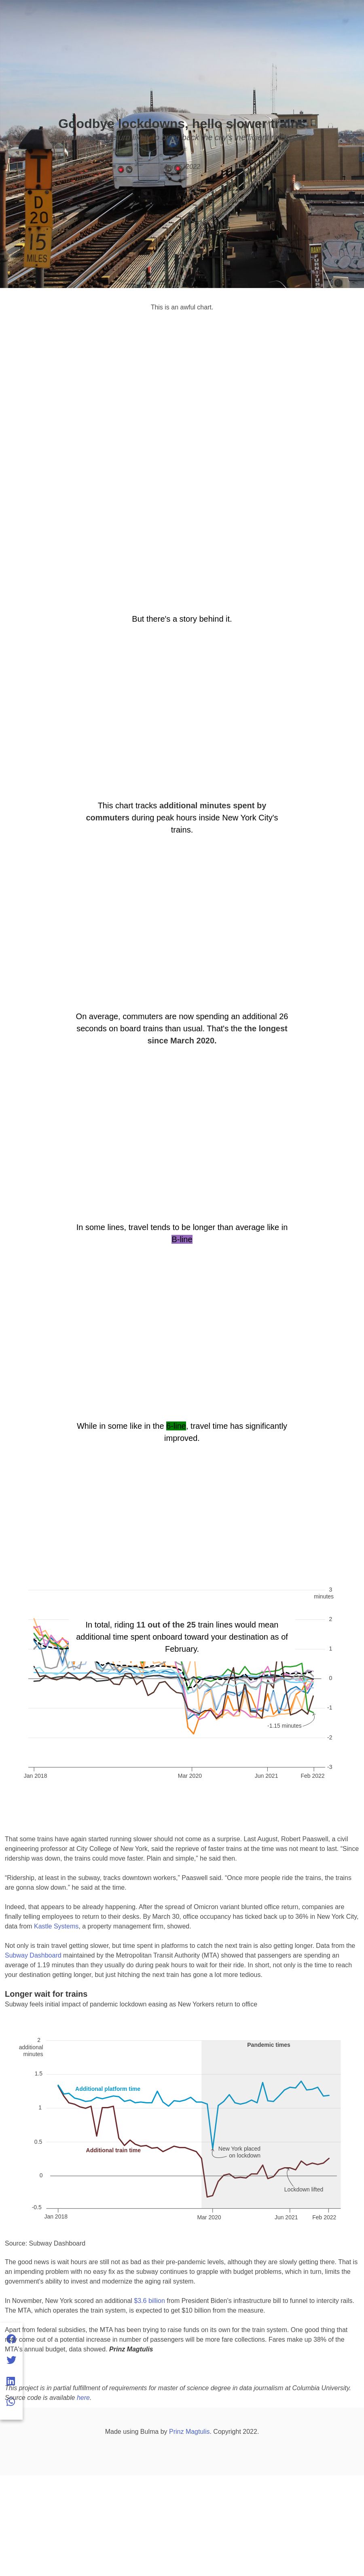 Goodbye lockdowns, hello slower trains
T
D
20
15
MILES
A
ANT
FURNITURE
This is an awful chart.
But there's a story behind it.
This chart tracks additional minutes spent by
commuters during peak hours inside New York City's
trains.
On average, commuters are now spending an additional 26
seconds on board trains than usual. That's the the longest
since March 2020.
In some lines, travel tends to be longer than average like in
B-line
While in some like in the
, travel time has significantly
improved.
3
minutes
In total, riding 11 out of the 25 train lines would mean
additional time spent onboard toward your destination as of
February.
2
1
0
-1
-1.15 minutes
-2
-3
Jan 2018
Mar 2020
Jun 2021
Feb 2022
That some trains have again started running slower should not come as a surprise. Last August, Robert Paaswell, a civil
engineering professor at City College of New York, said the reprieve of faster trains at the time was not meant to last. “Since
ridership was down, the trains could move faster. Plain and simple,” he said then.
“Ridership, at least in the subway, tracks downtown workers,” Paaswell said. “Once more people ride the trains, the trains
are gonna slow down.” he said at the time.
Indeed, that appears to be already happening. After the spread of Omicron variant blunted office return, companies are
finally telling employees to return to their desks. By March 30, office occupancy has ticked back up to 36% in New York City,
data from Kastle Systems, a property management firm, showed.
Not only is train travel getting slower, but time spent in platforms to catch the next train is also getting longer. Data from the
Subway Dashboard maintained by the Metropolitan Transit Authority (MTA) showed that passengers are spending an
average of 1.19 minutes than they usually do during peak hours to wait for their ride. In short, not only is the time to reach
your destination getting longer, but just hitching the next train has gone a lot more tedious.
Longer wait for trains
Subway feels initial impact of pandemic lockdown easing as New Yorkers return to office
2
additional
minutes
Pandemic times
1.5
Additional platform time
1
0.5
Additional train time
New York placed
on lockdown
0
Lockdown lifted
-0.5
Jan 2018
Mar 2020
Jun 2021
Feb 2022
Source: Subway Dashboard
The good news is wait hours are still not as bad as their pre-pandemic levels, although they are slowly getting there. That is
an impending problem with no easy fix as the subway continues to grapple with budget problems, which in turn, limits the
government's ability to invest and modernize the aging rail system.
In November, New York scored an additional $3.6 billion from President Biden's infrastructure bill to funnel to intercity rails.
The MTA, which operates the train system, is expected to get $10 billion from the measure.
Apart from federal subsidies, the MTA has been trying to raise funds on its own for the train system. One good thing that
come out of a potential increase in number of passengers will be more fare collections. Fares make up 38% of the
MTA's annual budget, data showed. Prinz Magtulis
This project is in partial fulfillment of requirements for master of science degree in data journalism at Columbia University.
Source code is available here.
Made using Bulma by Prinz Magtulis. Copyright 2022.